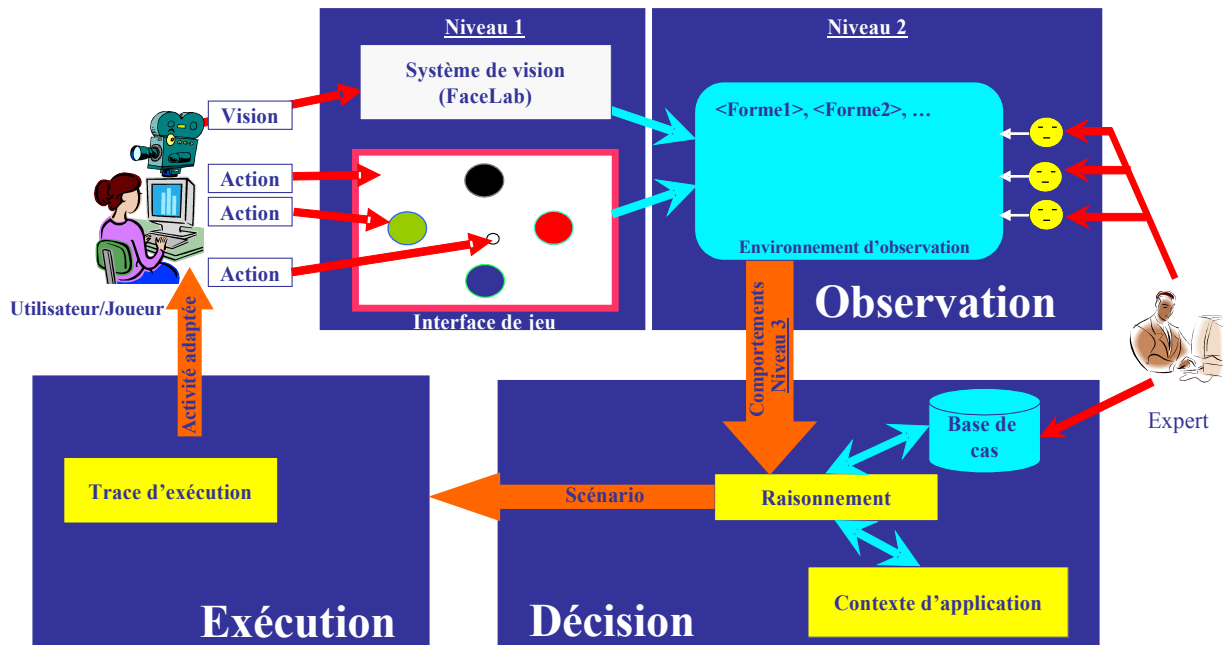 Niveau 1
Niveau 2
Système de vision
(FaceLab)
<Forme1>, <Forme2>, …
Vision
Action
Action
Action
Environnement d’observation
Utilisateur/Joueur
Interface de jeu
Observation
Activité adaptée
Comportements
Niveau 3
Base de
cas
Expert
Trace d’exécution
Scénario
Raisonnement
Contexte d’application
Exécution
Décision